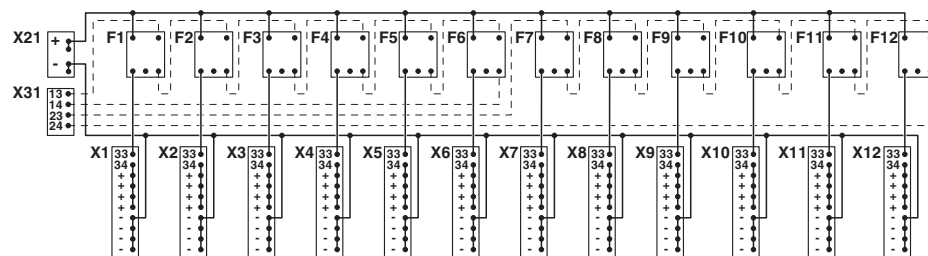 X21 + F1 F2 F3 F4 F5 F6 F7 F8 F9 F10 F11 F12
-
X31 13
14
23
24
X1 33 X2 33 X3 33 X4 33 X5 33 X6 33 X7 33 X8 33 X9 33 X10 33 X11 33 X12 33
34 34 34 34 34 34 34 34 34 34 34 34
+ + + + + + + + + + + +
+ + + + + + + + + + + +
+ + + + + + + + + + + +
+ + + + + + + + + + + +
- - - - - - - - - - - -
- - - - - - - - - - - -
- - - - - - - - - - - -
- - - - - - - - - - - -